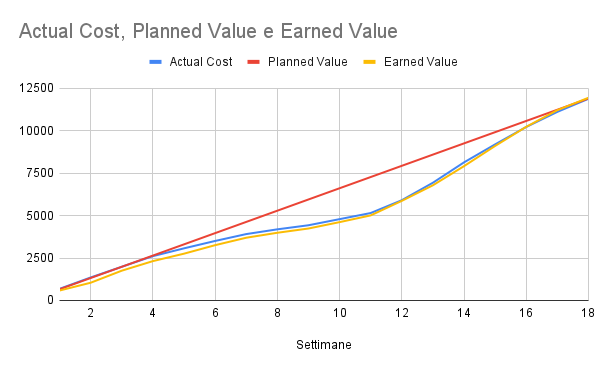 Actual Cost, Planned Value e Earned Value
Actual Cost Planned Value Earned Value
12500
10000
7500
5000
2500
0
2 4 6 8 10 12 14 16 18
Settimane